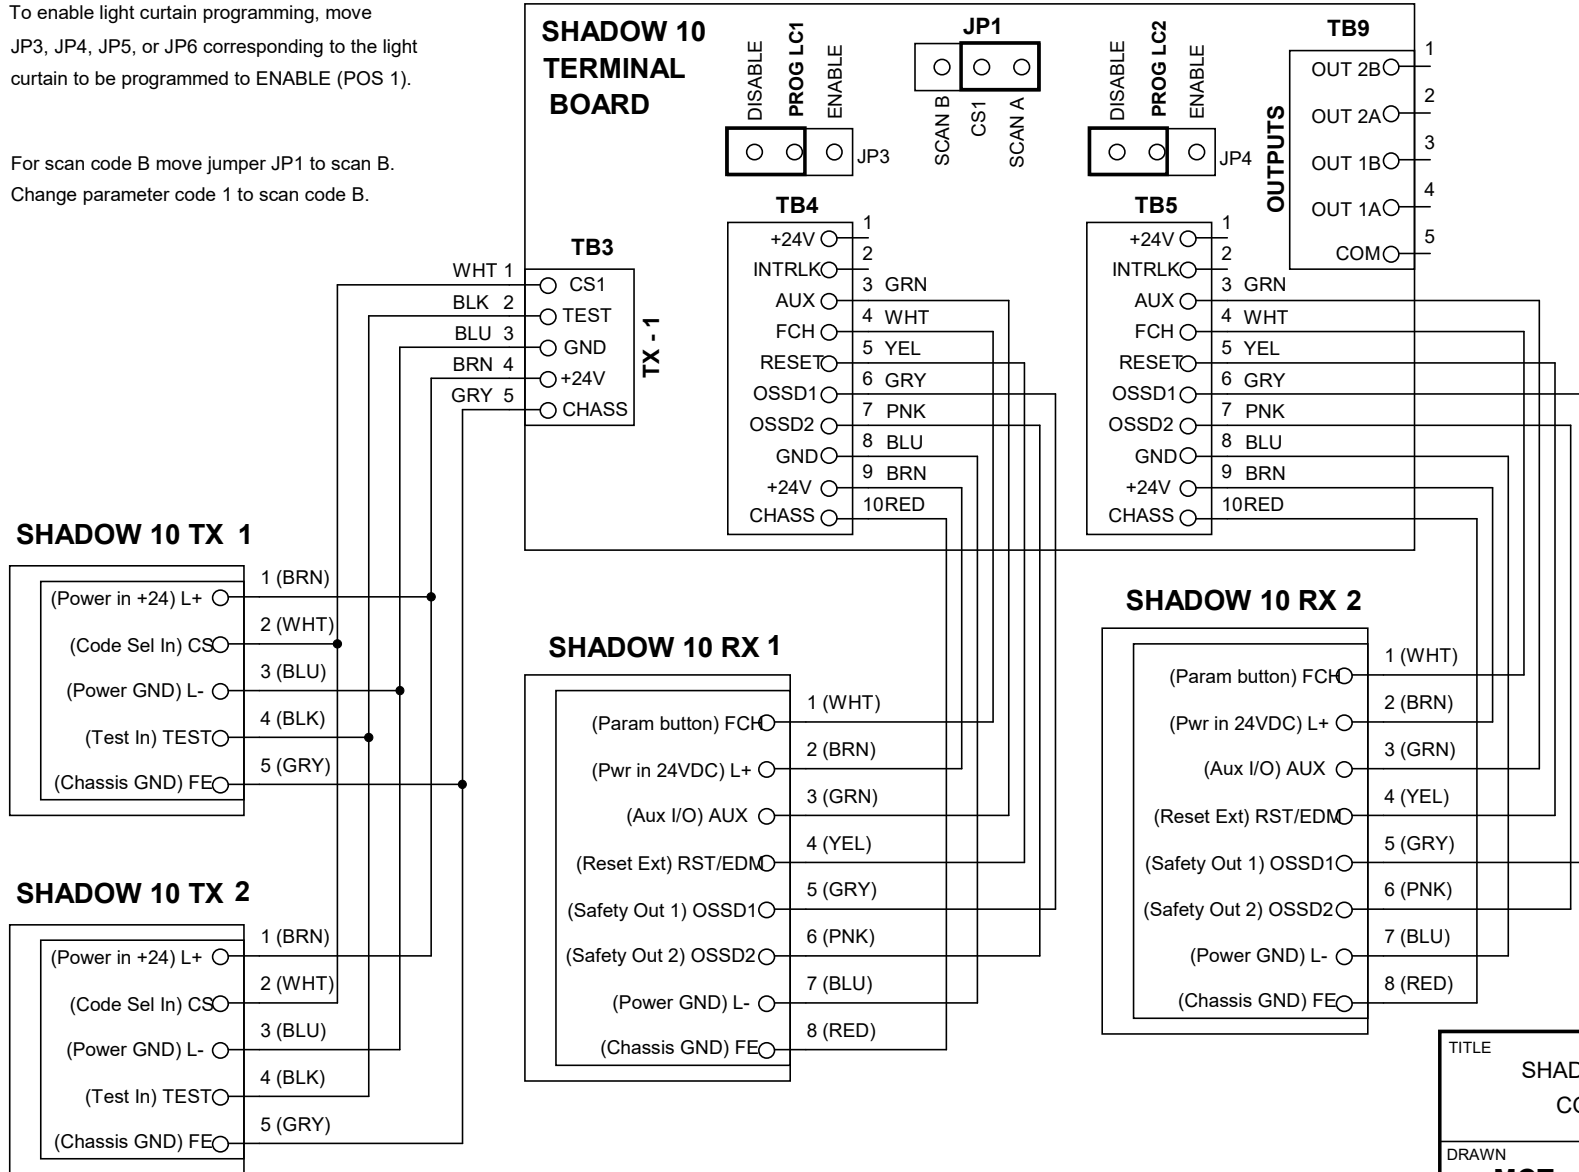 To enable light curtain programming, move
JP3, JP4, JP5, or JP6 corresponding to the light
curtain to be programmed to ENABLE (POS 1).
For scan code B move jumper JP1 to scan B.
Change parameter code 1 to scan code B.
SHADOW 10
TERMINAL
BOARD
DISABLE
PROG LC1
ENABLE
JP3
JP1
SCAN B
CS1
SCAN A
DISABLE
PROG LC2
ENABLE
JP4
TB9
OUTPUTS
OUT 2B 1
OUT 2A 2
OUT 1B 3
OUT 1A 4
COM 5
TB3
TX - 1
WHT 1 CS1
BLK 2 TEST
BLU 3 GND
BRN 4 +24V
GRY 5 CHASS
TB4
+24V 1
INTRLK 2
AUX 3 GRN
FCH 4 WHT
RESET 5 YEL
OSSD1 6 GRY
OSSD2 7 PNK
GND 8 BLU
+24V 9 BRN
CHASS 10RED
TB5
+24V 1
INTRLK 2
AUX 3 GRN
FCH 4 WHT
RESET 5 YEL
OSSD1 6 GRY
OSSD2 7 PNK
GND 8 BLU
+24V 9 BRN
CHASS 10RED
SHADOW 10 TX 1
(Power in +24) L+ 1 (BRN)
(Code Sel In) CS 2 (WHT)
(Power GND) L- 3 (BLU)
(Test In) TEST 4 (BLK)
(Chassis GND) FE 5 (GRY)
SHADOW 10 TX 2
(Power in +24) L+ 1 (BRN)
(Code Sel In) CS 2 (WHT)
(Power GND) L- 3 (BLU)
(Test In) TEST 4 (BLK)
(Chassis GND) FE 5 (GRY)
SHADOW 10 RX 1
(Param button) FCH 1 (WHT)
(Pwr in 24VDC) L+ 2 (BRN)
(Aux I/O) AUX 3 (GRN)
(Reset Ext) RST/EDM 4 (YEL)
(Safety Out 1) OSSD1 5 (GRY)
(Safety Out 2) OSSD2 6 (PNK)
(Power GND) L- 7 (BLU)
(Chassis GND) FE 8 (RED)
SHADOW 10 RX 2
(Param button) FCH 1 (WHT)
(Pwr in 24VDC) L+ 2 (BRN)
(Aux I/O) AUX 3 (GRN)
(Reset Ext) RST/EDM 4 (YEL)
(Safety Out 1) OSSD1 5 (GRY)
(Safety Out 2) OSSD2 6 (PNK)
(Power GND) L- 7 (BLU)
(Chassis GND) FE 8 (RED)
TITLE
SHAD
CO
DRAWN